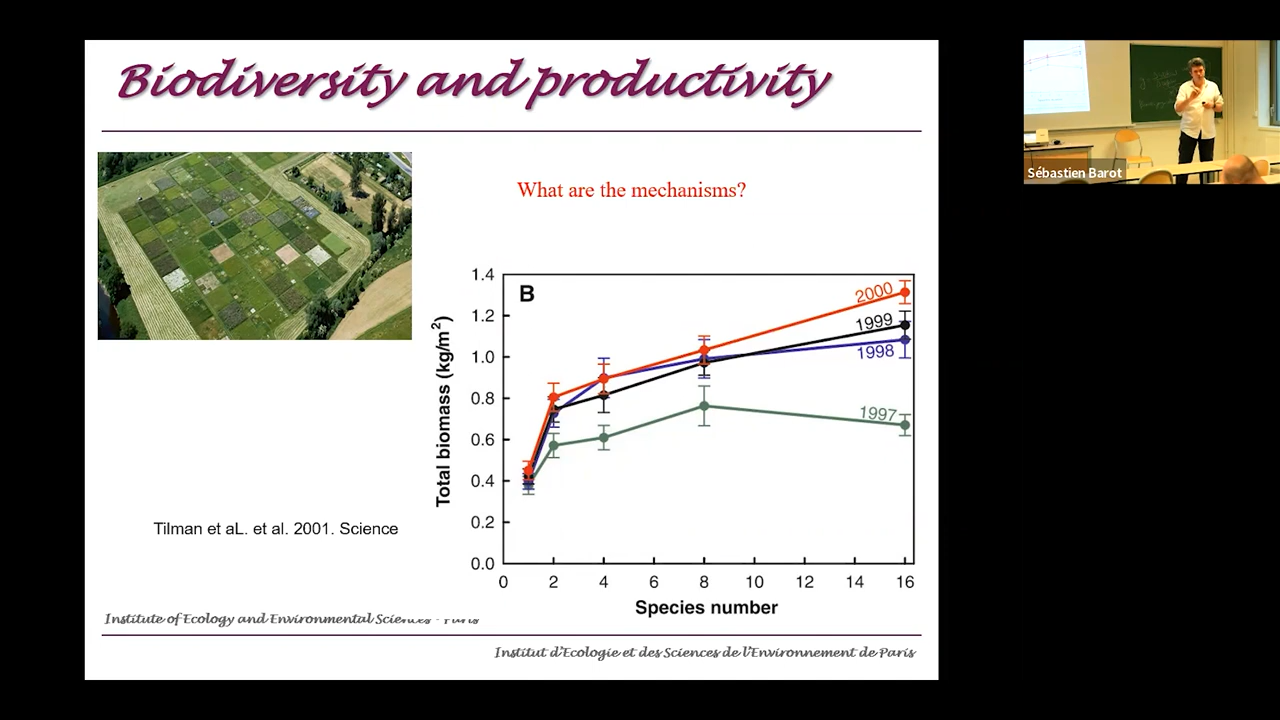 Biodiversity and productivity
What are the mechanisms?
B
2000
1999
1998
1997
1.4
1.2
1.0
0.8
0.6
0.4
0.2
0.0
Total biomass (kg/m²)
0 2 4 6 8 10 12 14 16
Species number
Tilman et aL. et al. 2001. Science
Institute of Ecology and Environmental Sciences - Paris
Institut d'Ecologie et des Sciences de l'Environnement de Paris
Sébastien Barot